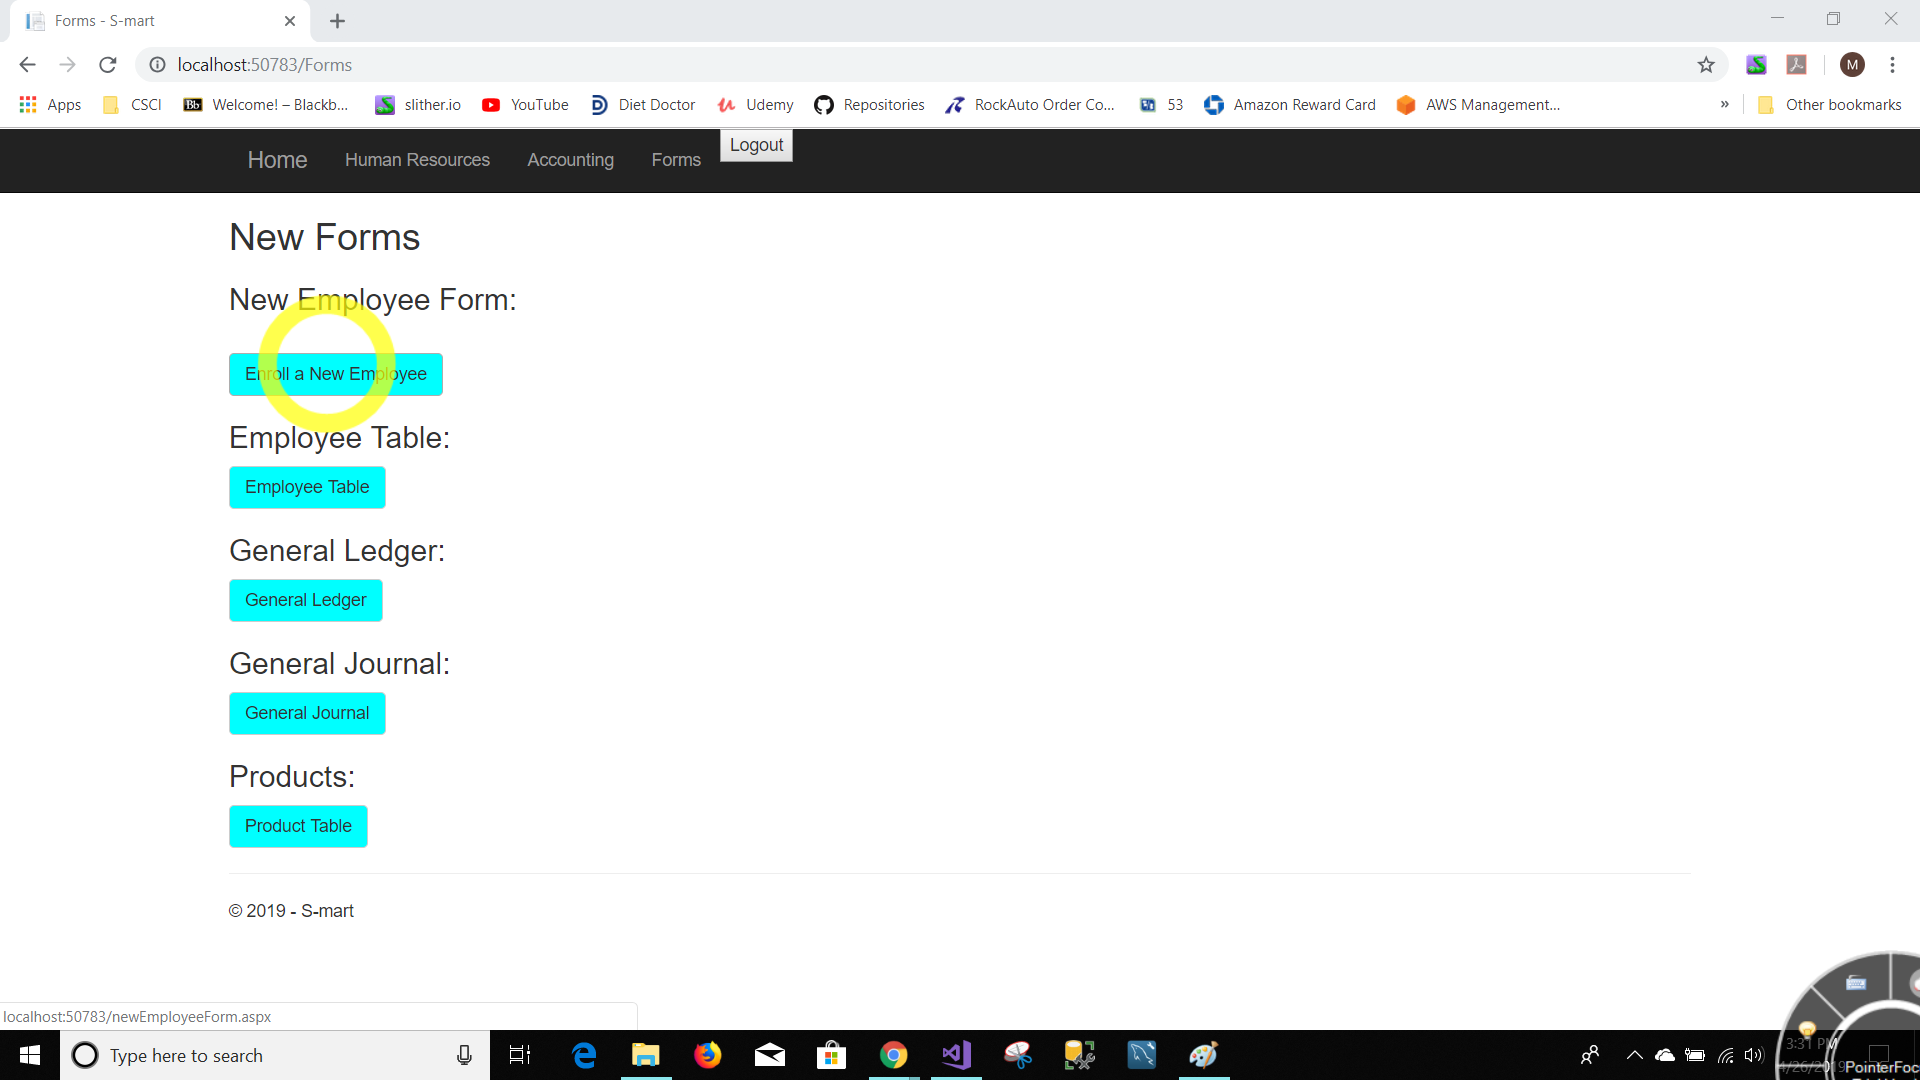 Forms - S-mart
localhost:50783/Forms
M
Apps CSCI Bb Welcome! – Blackb... slither.io YouTube Diet Doctor Udemy Repositories RockAuto Order Co... 53 Amazon Reward Card AWS Management... » Other bookmarks
Home Human Resources Accounting Forms Logout
New Forms
New Employee Form:
Enroll a New Employee
Employee Table:
Employee Table
General Ledger:
General Ledger
General Journal:
General Journal
Products:
Product Table
© 2019 - S-mart
localhost:50783/newEmployeeForm.aspx
Type here to search
3:31 PM
4/26/2019
PointerFoc